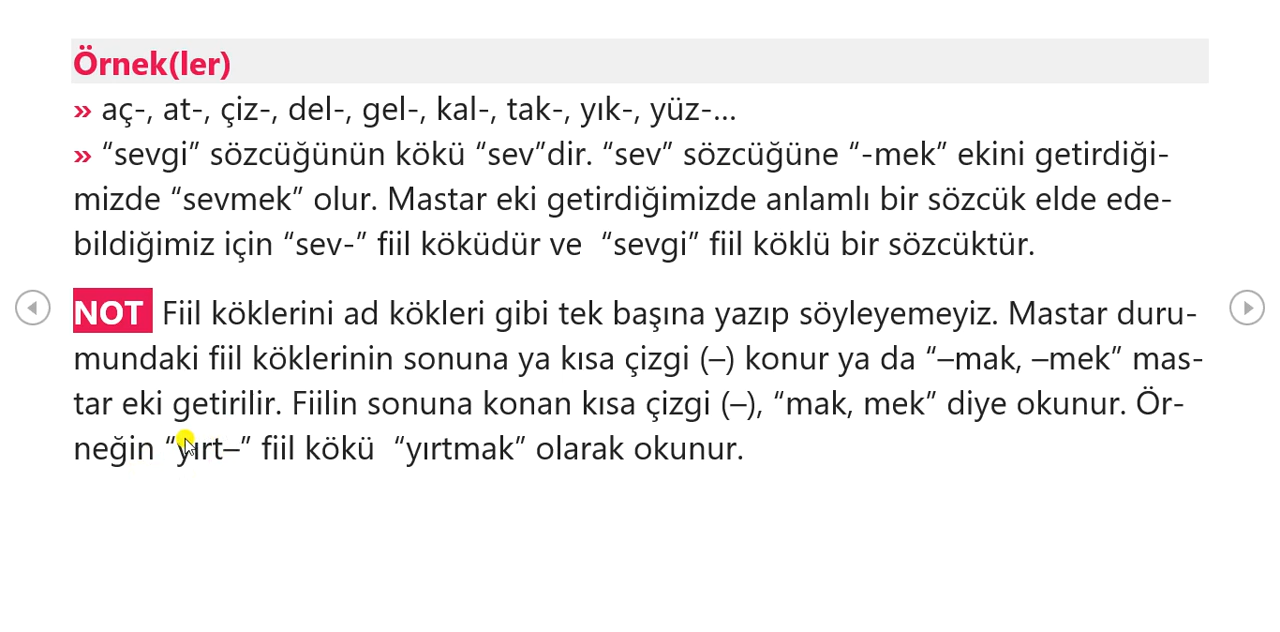 Örnek(ler)
» aç-, at-, çiz-, del-, gel-, kal-, tak-, yık-, yüz-...
» “sevgi” sözcüğünün kökü “sev”dir. “sev” sözcüğüne “-mek” ekini getirdiği-
mizde “sevmek” olur. Mastar eki getirdiğimizde anlamlı bir sözcük elde ede-
bildiğimiz için “sev-” fiil köküdür ve “sevgi” fiil köklü bir sözcüktür.
NOT Fiil köklerini ad kökleri gibi tek başına yazıp söyleyemeyiz. Mastar duru-
mundaki fiil köklerinin sonuna ya kısa çizgi (–) konur ya da “–mak, –mek” mas-
tar eki getirilir. Fiilin sonuna konan kısa çizgi (–), “mak, mek” diye okunur. Ör-
neğin “yırt–” fiil kökü “yırtmak” olarak okunur.